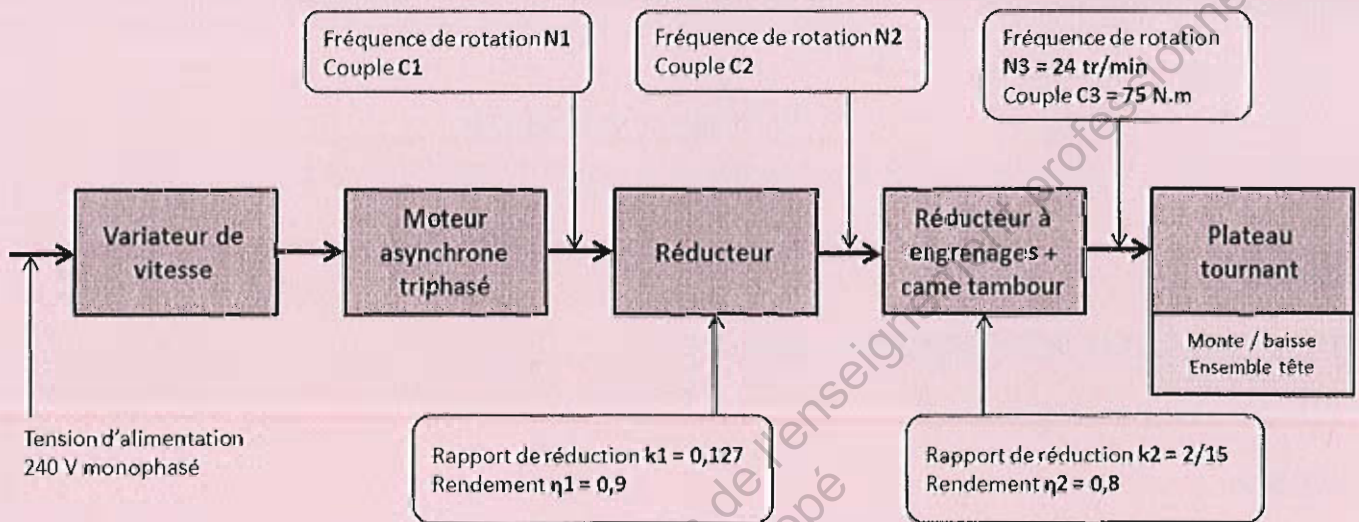 Fréquence de rotation N1
Couple C1
Fréquence de rotation N2
Couple C2
Fréquence de rotation
N3 = 24 tr/min
Couple C3 = 75 N.m
Variateur de
vitesse
Moteur
asynchrone
triphasé
Réducteur
Réducteur à
engrenages +
came tambour
Plateau
tournant
Monte / baisse
Ensemble tête
Tension d'alimentation
240 V monophasé
Rapport de réduction k1 = 0,127
Rendement η1 = 0,9
Rapport de réduction k2 = 2/15
Rendement η2 = 0,8
de l'enseignement professionne